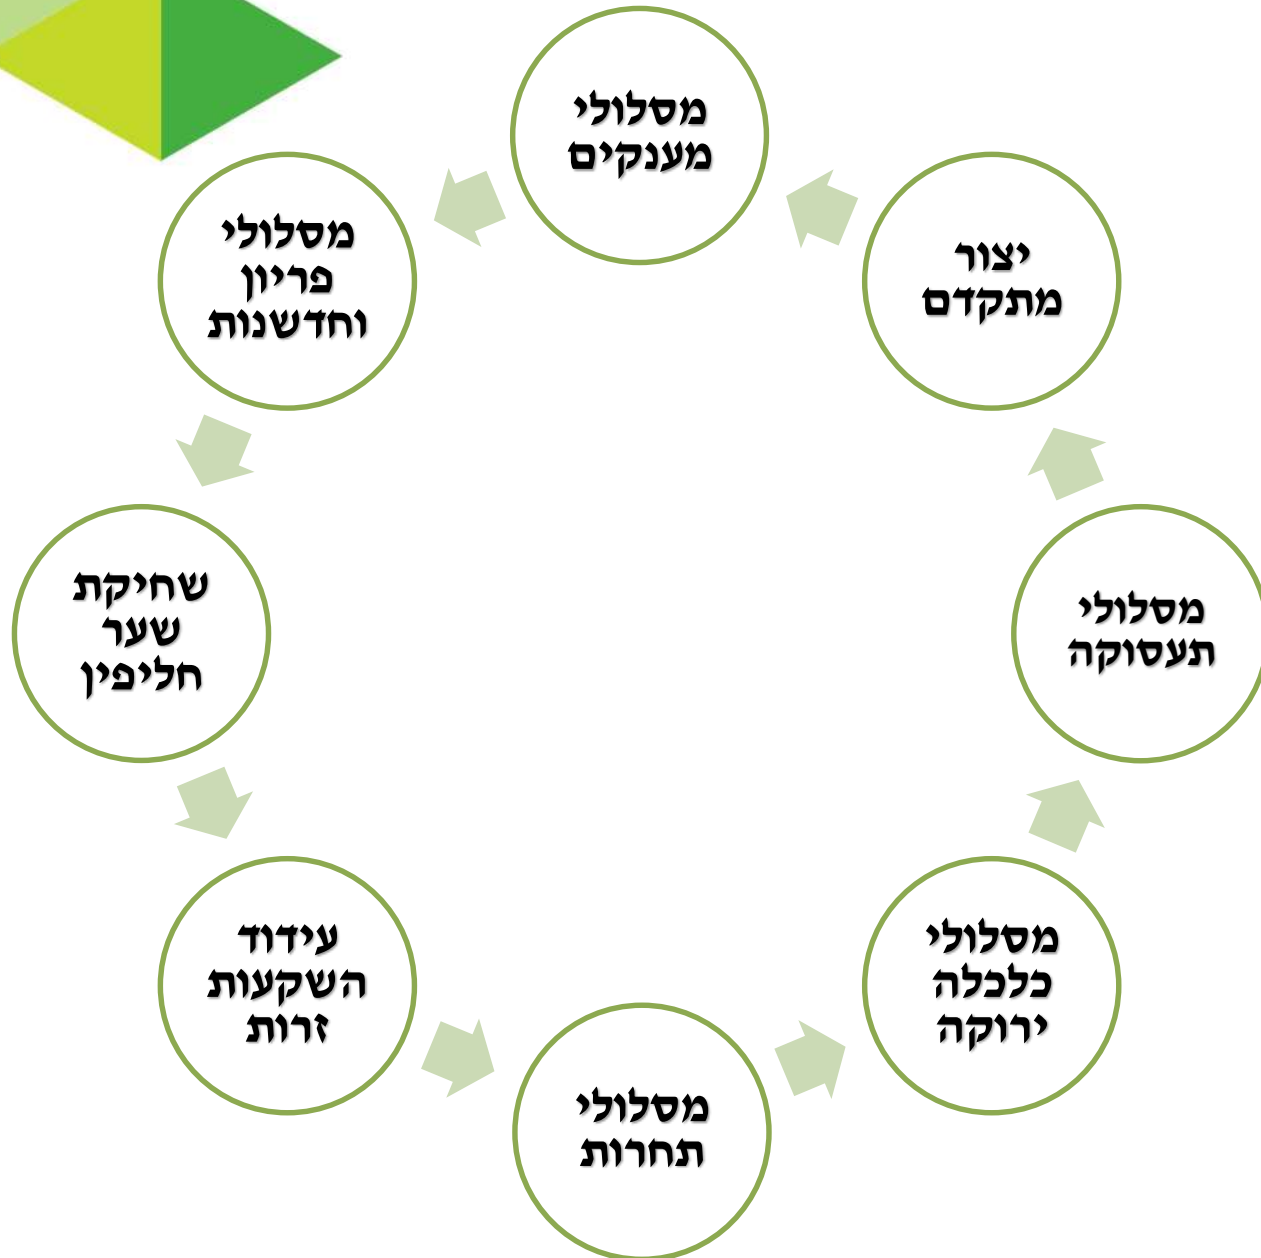 מסלולי
מענקים
מסלולי
פריון
וחדשנות
שחיקת
שער
חליפין
עידוד
השקעות
זרות
מסלולי
תחרות
מסלולי
כלכלה
ירוקה
מסלולי
תעסוקה
יצור
מתקדם